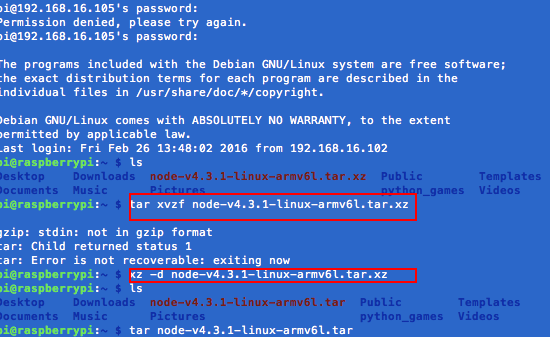 pi@192.168.16.105's password:
Permission denied, please try again.
pi@192.168.16.105's password:
The programs included with the Debian GNU/Linux system are free software;
the exact distribution terms for each program are described in the
individual files in /usr/share/doc/*/copyright.
Debian GNU/Linux comes with ABSOLUTELY NO WARRANTY, to the extent
permitted by applicable law.
Last login: Fri Feb 26 13:48:02 2016 from 192.168.16.102
pi@raspberrypi:~ $ ls
Desktop Downloads node-v4.3.1-linux-armv6l.tar.xz Public Templates
Documents Music Pictures python_games Videos
pi@raspberrypi:~ $ tar xvzf node-v4.3.1-linux-armv6l.tar.xz
gzip: stdin: not in gzip format
tar: Child returned status 1
tar: Error is not recoverable: exiting now
pi@raspberrypi:~ $ xz -d node-v4.3.1-linux-armv6l.tar.xz
pi@raspberrypi:~ $ ls
Desktop Downloads node-v4.3.1-linux-armv6l.tar Public Templates
Documents Music Pictures python_games Videos
pi@raspberrypi:~ $ tar node-v4.3.1-linux-armv6l.tar